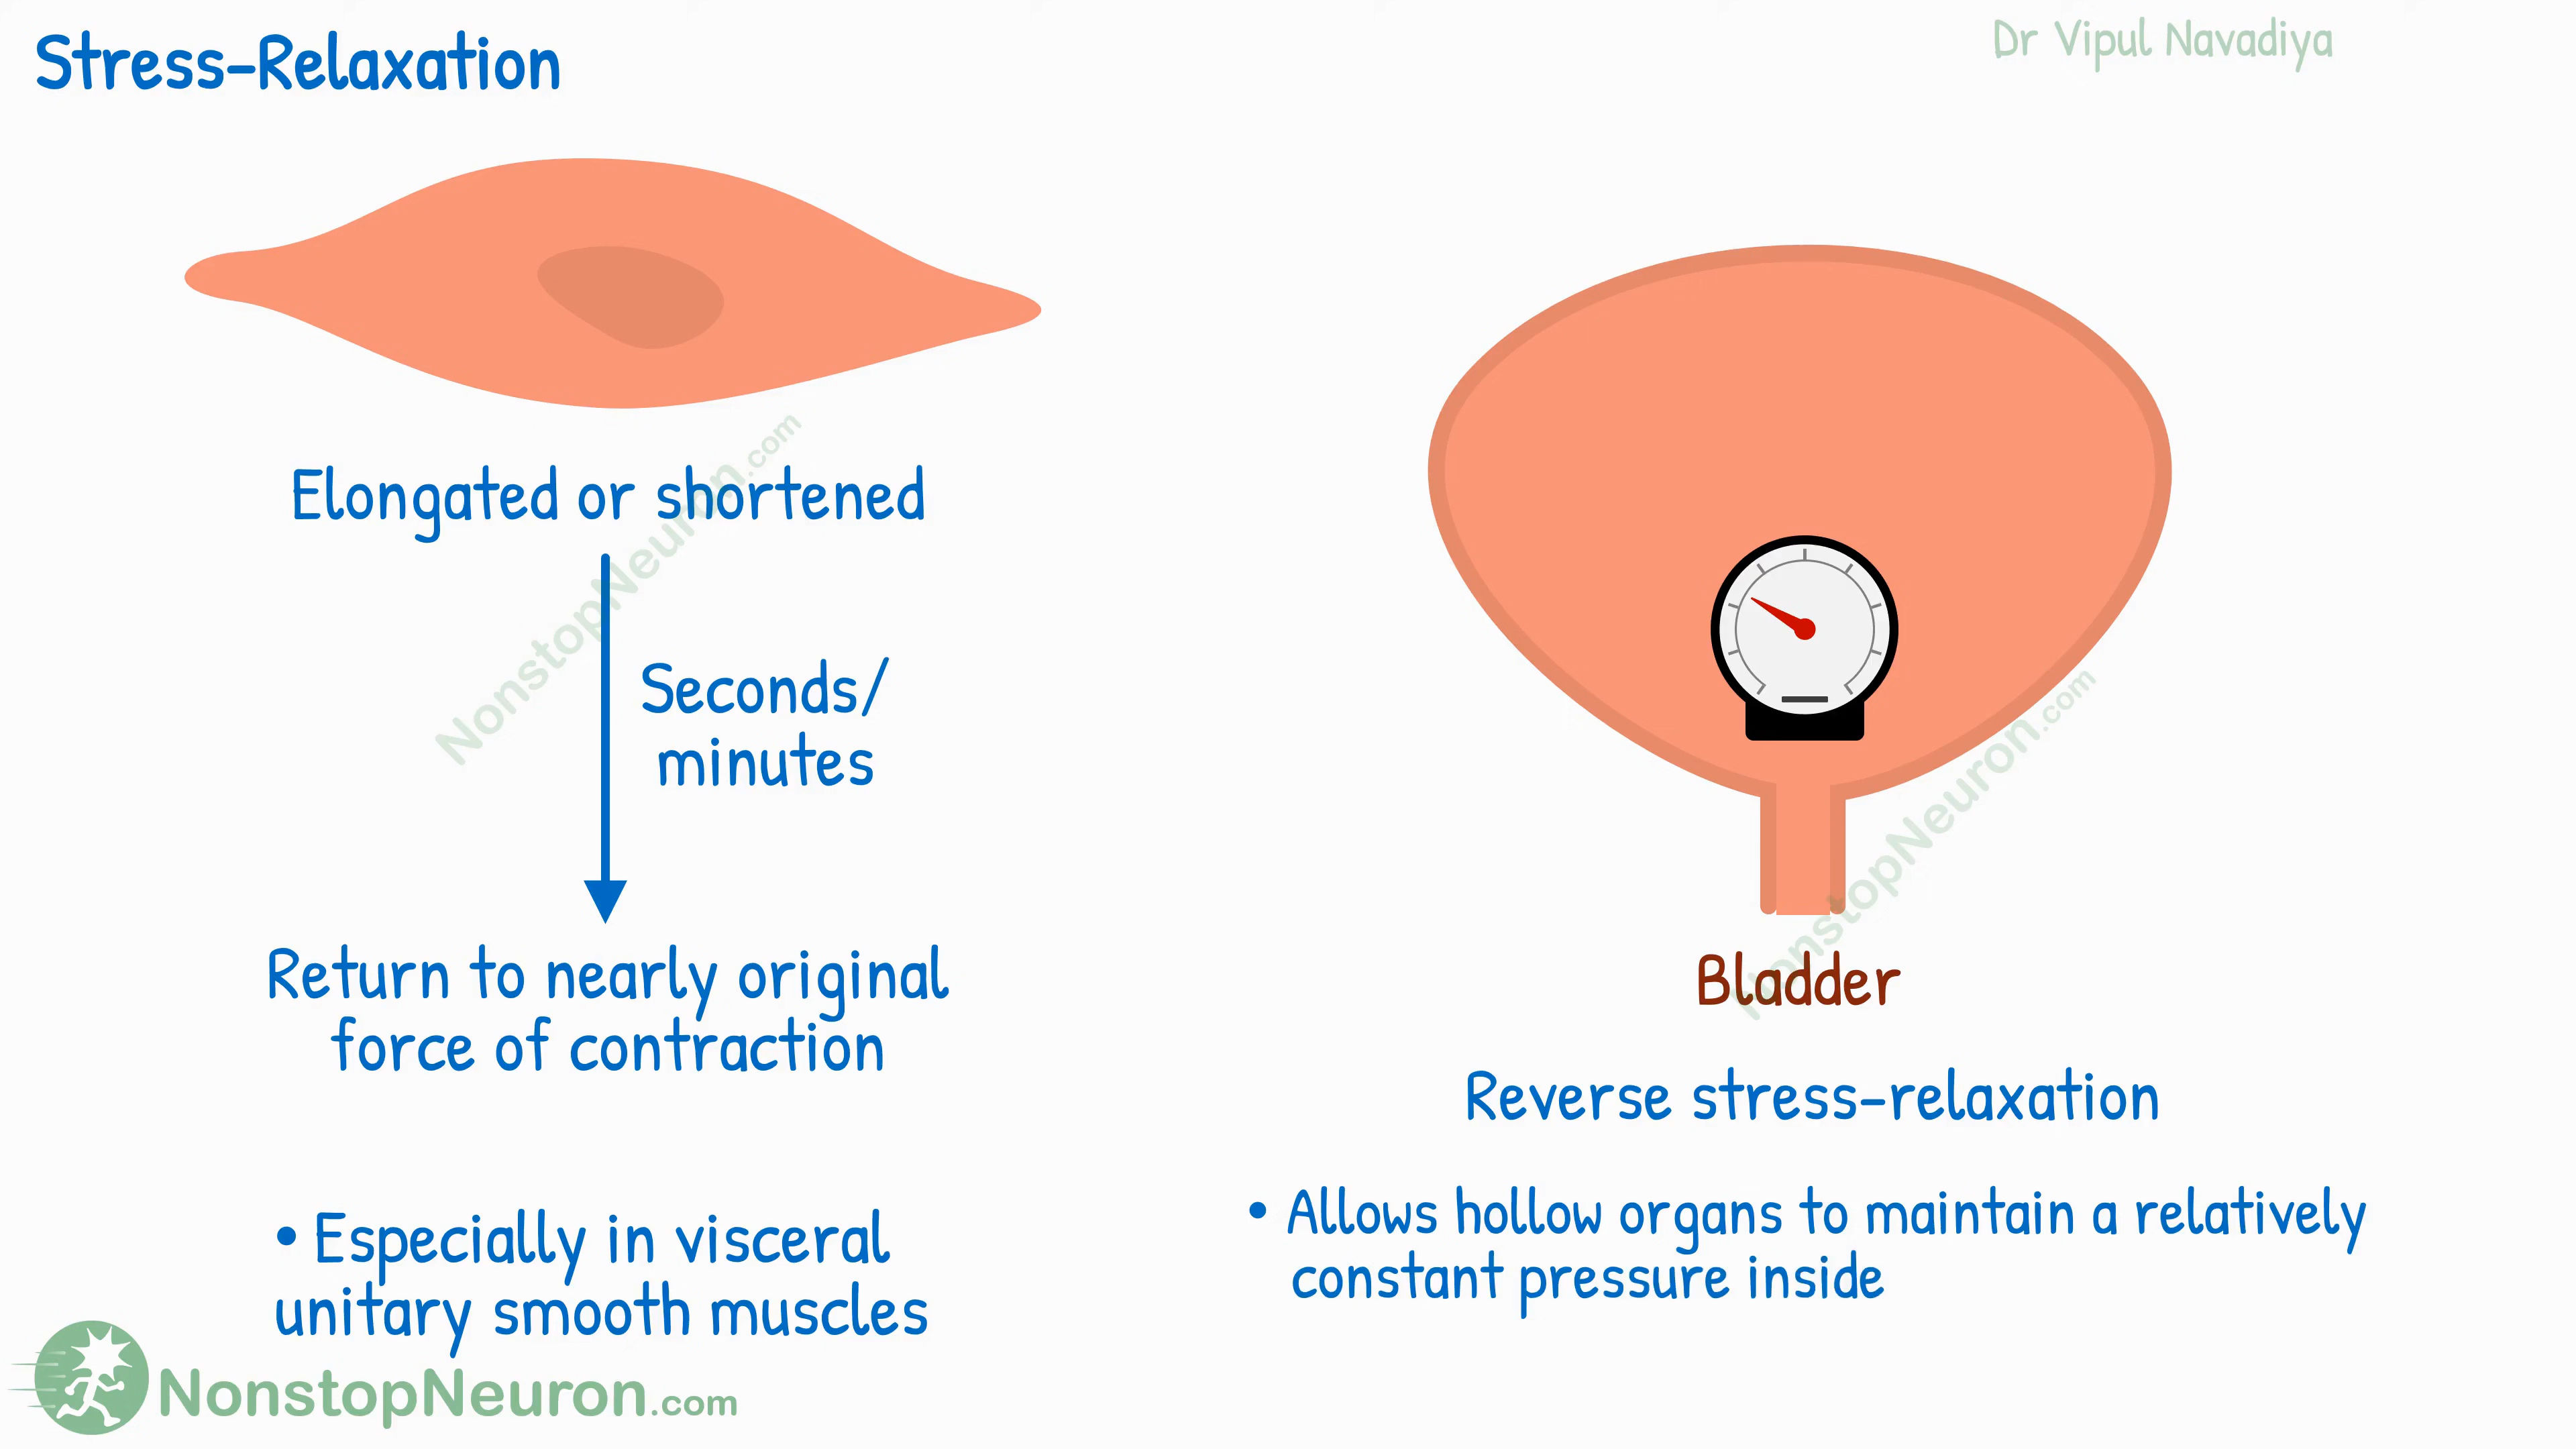 Stress-Relaxation
Dr Vipul Navadiya
Elongated or shortened
Seconds/
minutes
Return to nearly original
force of contraction
• Especially in visceral
unitary smooth muscles
NonstopNeuron.com
NonstopNeuron.com
Bladder
Reverse stress-relaxation
• Allows hollow organs to maintain a relatively
constant pressure inside
NonstopNeuron.com